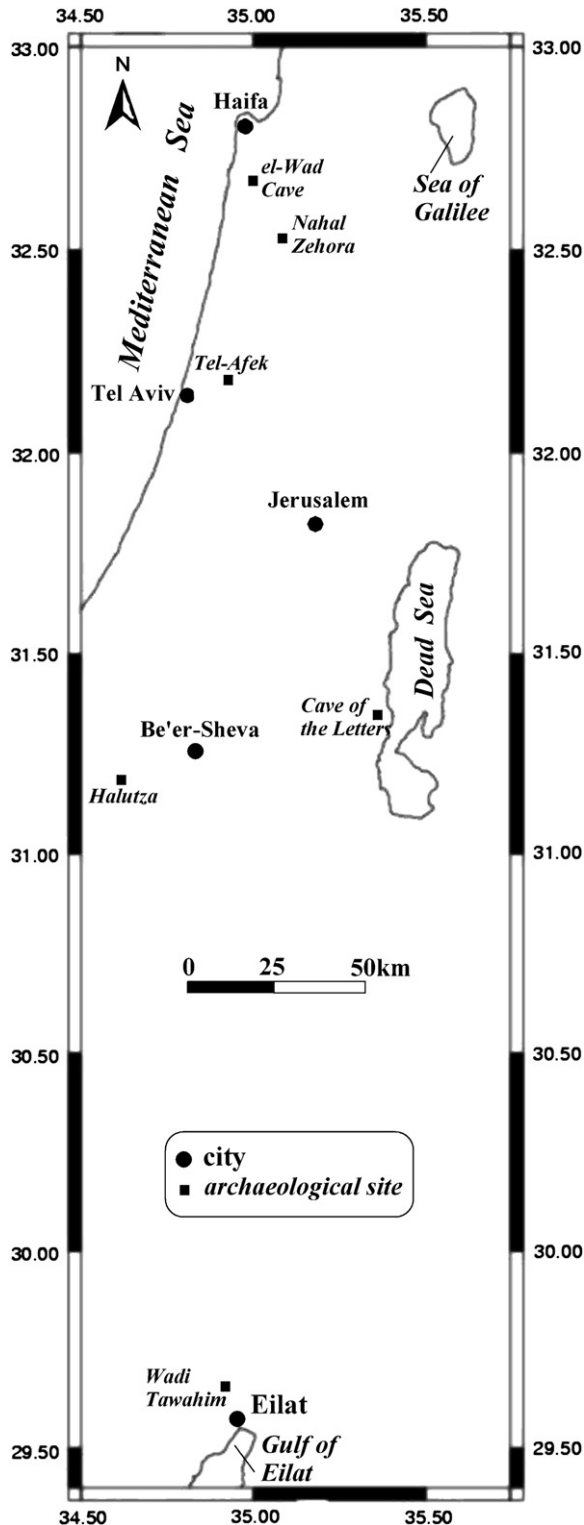 34.50 35.00 35.50
33.00 33.00
N
Haifa
Mediterranean Sea
el-Wad
Cave
Sea of
Galilee
Nahal
Zehora
32.50 32.50
Tel-Afek
Tel Aviv
32.00 32.00
Jerusalem
31.50 31.50
Dead Sea
Cave of
the Letters
Be'er-Sheva
Halutza
31.00 31.00
0 25 50km
30.50 30.50
city
archaeological site
30.00 30.00
Wadi
Tawahim
Eilat
Gulf of
Eilat
29.50 29.50
34.50 35.00 35.50